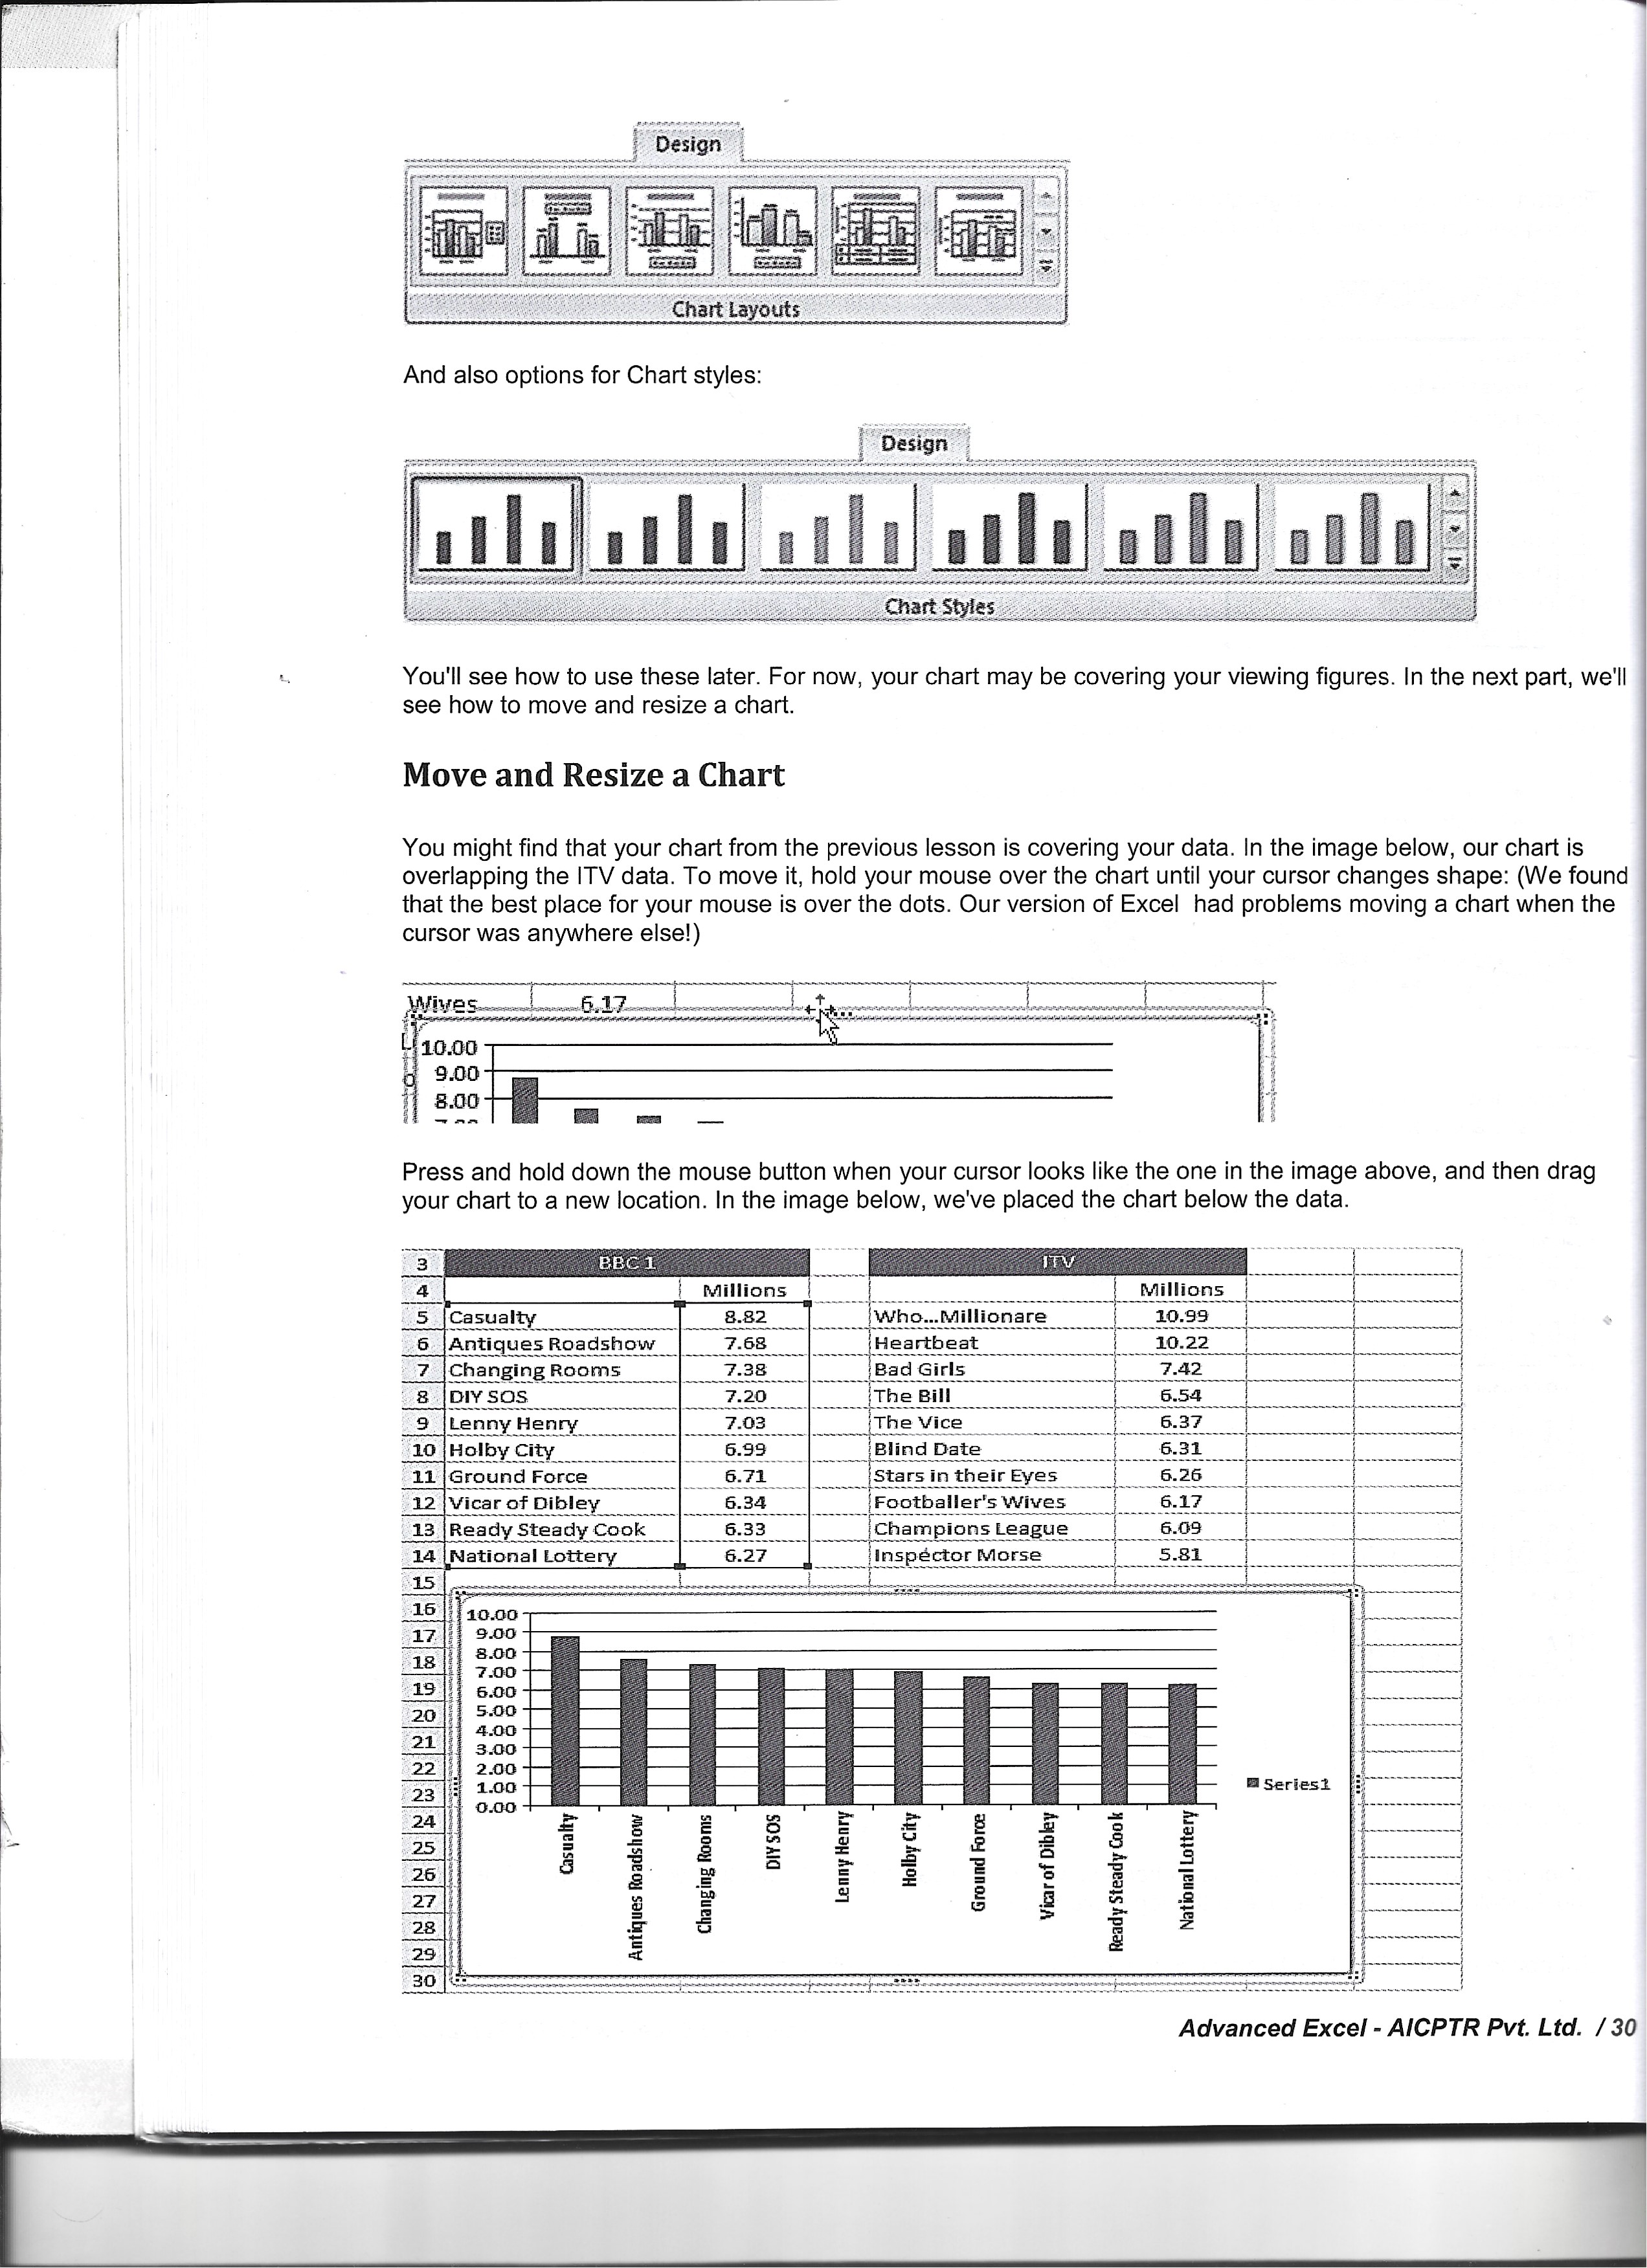 Design
Chart Layouts
And also options for Chart styles:
Design
Chart Styles
You'll see how to use these later. For now, your chart may be covering your viewing figures. In the next part, we'll
see how to move and resize a chart.
Move and Resize a Chart
You might find that your chart from the previous lesson is covering your data. In the image below, our chart is
overlapping the ITV data. To move it, hold your mouse over the chart until your cursor changes shape: (We found
that the best place for your mouse is over the dots. Our version of Excel had problems moving a chart when the
cursor was anywhere else!)
Wives 6.17
10.00
9.00
8.00
Press and hold down the mouse button when your cursor looks like the one in the image above, and then drag
your chart to a new location. In the image below, we've placed the chart below the data.
3 BBC 1 ITV
4 Millions Millions
5 Casualty 8.82 Who...Millionare 10.99
6 Antiques Roadshow 7.68 Heartbeat 10.22
7 Changing Rooms 7.38 Bad Girls 7.42
8 DIY SOS 7.20 The Bill 6.54
9 Lenny Henry 7.03 The Vice 6.37
10 Holby City 6.99 Blind Date 6.31
11 Ground Force 6.71 Stars in their Eyes 6.26
12 Vicar of Dibley 6.34 Footballer's Wives 6.17
13 Ready Steady Cook 6.33 Champions League 6.09
14 National Lottery 6.27 Inspector Morse 5.81
15
16 10.00
17 9.00
18 8.00
7.00
19 6.00
20 5.00
4.00
21 3.00
22 2.00
23 1.00 Series1
0.00
24
25
26
27
28
29
30
Casualty
Antiques Roadshow
Changing Rooms
DIY SOS
Lenny Henry
Holby City
Ground Force
Vicar of Dibley
Ready Steady Cook
National Lottery
Advanced Excel - AICPTR Pvt. Ltd. / 30